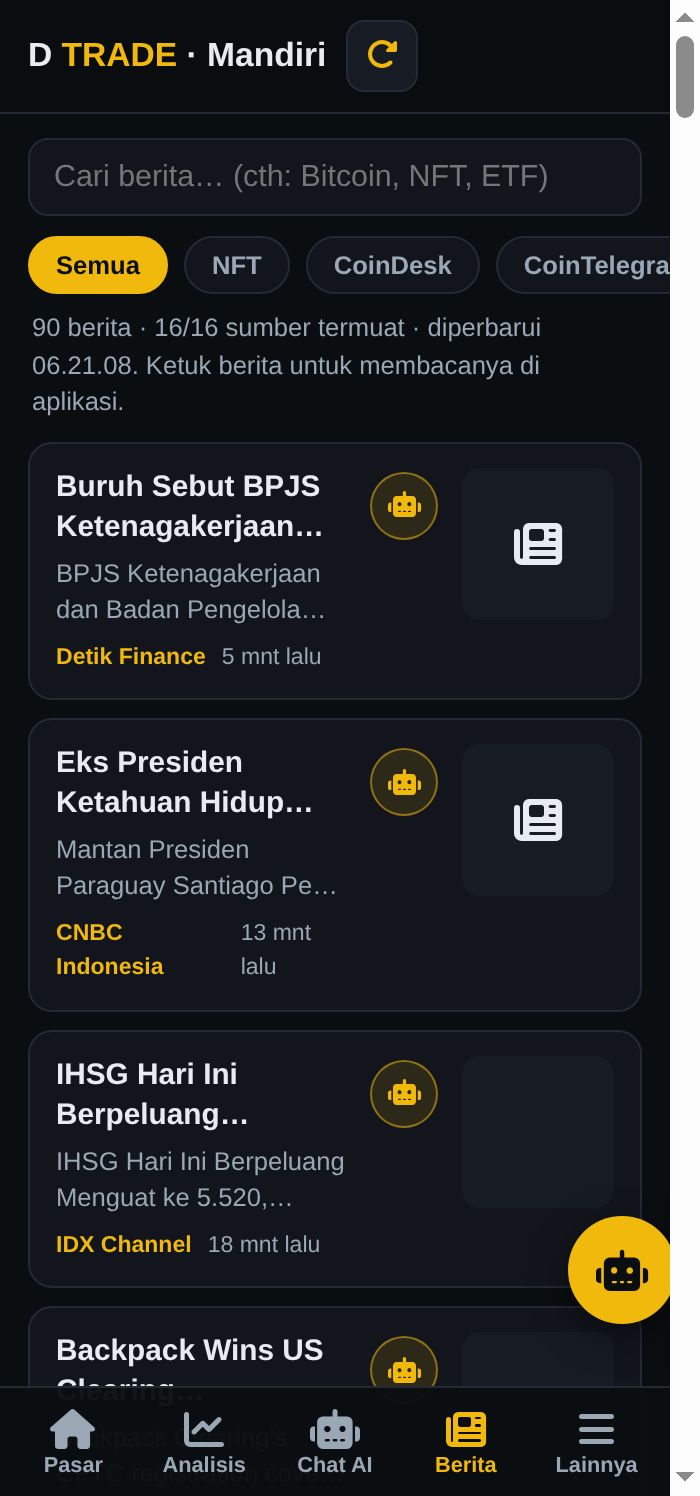 D TRADE · Mandiri
Cari berita… (cth: Bitcoin, NFT, ETF)
Semua
NFT
CoinDesk
CoinTelegra
90 berita · 16/16 sumber termuat · diperbarui
06.21.08. Ketuk berita untuk membacanya di
aplikasi.
Buruh Sebut BPJS
Ketenagakerjaan…
BPJS Ketenagakerjaan
dan Badan Pengelola…
Detik Finance 5 mnt lalu
Eks Presiden
Ketahuan Hidup…
Mantan Presiden
Paraguay Santiago Pe…
CNBC
Indonesia
13 mnt
lalu
IHSG Hari Ini
Berpeluang…
IHSG Hari Ini Berpeluang
Menguat ke 5.520,…
IDX Channel 18 mnt lalu
Backpack Wins US
Clearing…
Pasar
Analisis
Chat AI
Berita
Lainnya